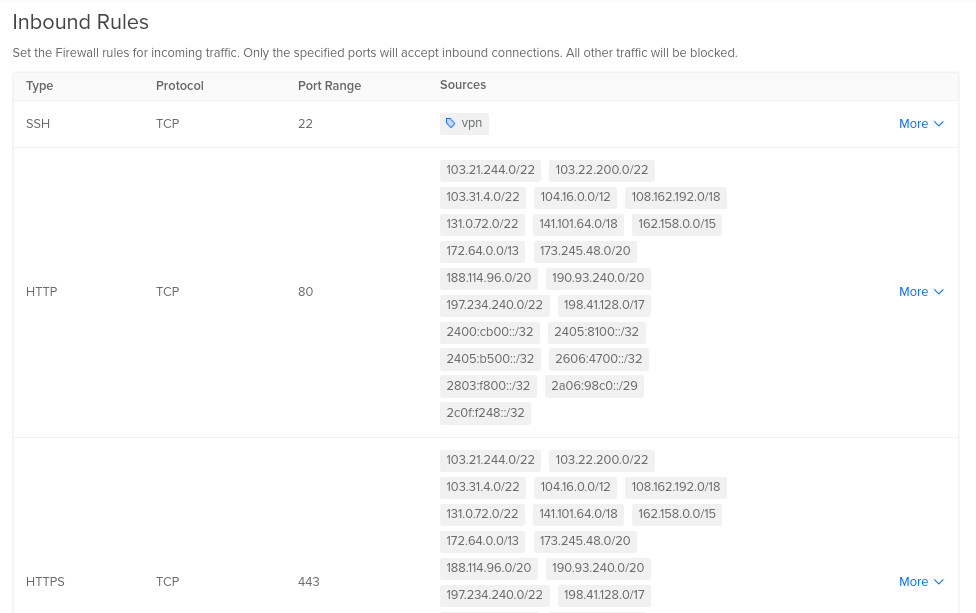 Inbound Rules
Set the Firewall rules for incoming traffic. Only the specified ports will accept inbound connections. All other traffic will be blocked.
Type Protocol Port Range Sources
SSH TCP 22 vpn More
103.21.244.0/22 103.22.200.0/22
103.31.4.0/22 104.16.0.0/12 108.162.192.0/18
131.0.72.0/22 141.101.64.0/18 162.158.0.0/15
172.64.0.0/13 173.245.48.0/20
188.114.96.0/20 190.93.240.0/20
HTTP TCP 80 More
197.234.240.0/22 198.41.128.0/17
2400:cb00::/32 2405:8100::/32
2405:b500::/32 2606:4700::/32
2803:f800::/32 2a06:98c0::/29
2c0f:f248::/32
103.21.244.0/22 103.22.200.0/22
103.31.4.0/22 104.16.0.0/12 108.162.192.0/18
131.0.72.0/22 141.101.64.0/18 162.158.0.0/15
172.64.0.0/13 173.245.48.0/20
188.114.96.0/20 190.93.240.0/20
HTTPS TCP 443 More
197.234.240.0/22 198.41.128.0/17